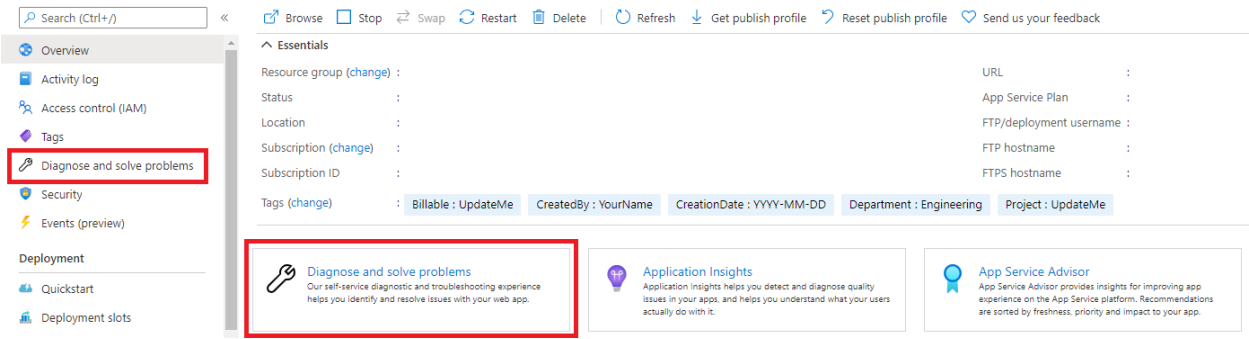 Search (Ctrl+/)
«
Browse Stop Swap Restart Delete Refresh Get publish profile Reset publish profile Send us your feedback
Overview
Activity log
Access control (IAM)
Tags
Diagnose and solve problems
Security
Events (preview)
Deployment
Quickstart
Deployment slots
Essentials
Resource group (change) :
Status :
Location :
Subscription (change) :
Subscription ID :
URL :
App Service Plan :
FTP/deployment username :
FTP hostname :
FTPS hostname :
Tags (change) : Billable : UpdateMe CreatedBy : YourName CreationDate : YYYY-MM-DD Department : Engineering Project : UpdateMe
Diagnose and solve problems
Our self-service diagnostic and troubleshooting experience
helps you identify and resolve issues with your web app.
Application Insights
Application Insights helps you detect and diagnose quality
issues in your apps, and helps you understand what your users
actually do with it.
App Service Advisor
App Service Advisor provides insights for improving app
experience on the App Service platform. Recommendations
are sorted by freshness, priority and impact to your app.